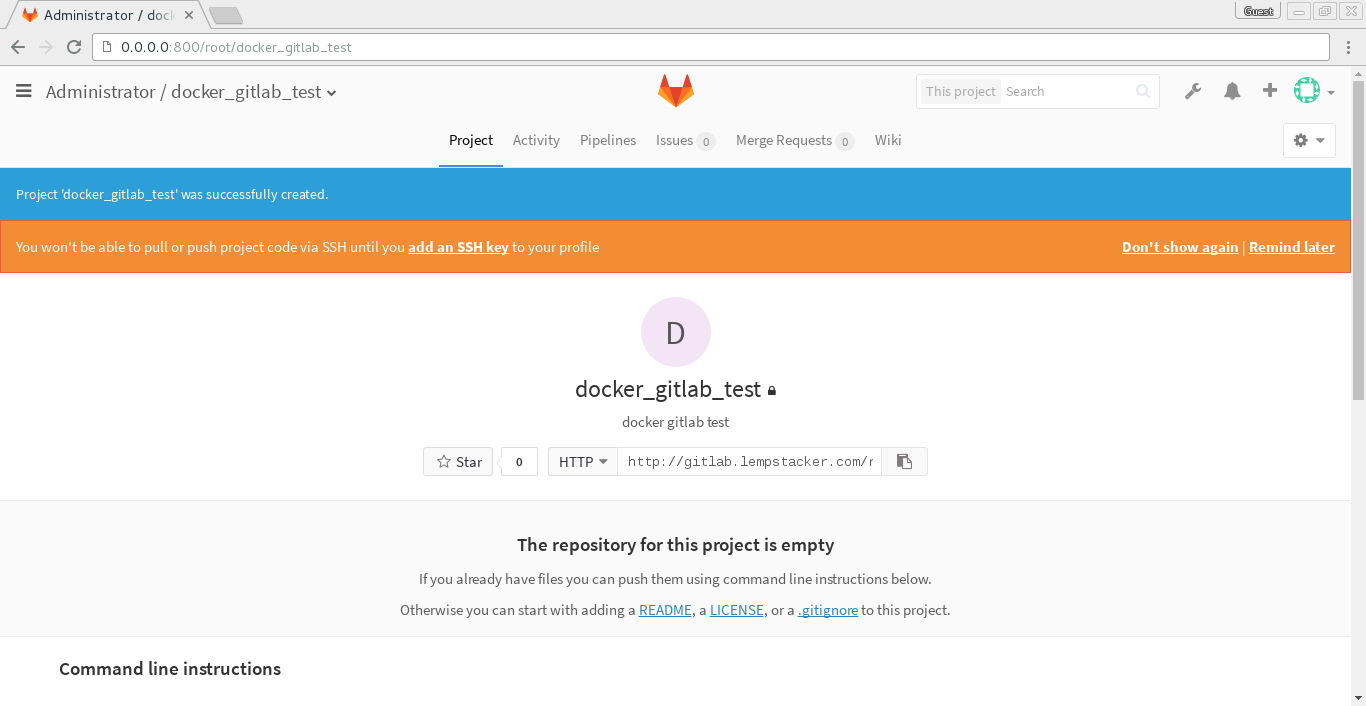 Administrator / dock
Guest
0.0.0.0:800/root/docker_gitlab_test
Administrator / docker_gitlab_test
This project Search
Project Activity Pipelines Issues 0 Merge Requests 0 Wiki
Project 'docker_gitlab_test' was successfully created.
You won't be able to pull or push project code via SSH until you add an SSH key to your profile
Don't show again | Remind later
D
docker_gitlab_test
docker gitlab test
Star 0 HTTP http://gitlab.lempstacker.com/r
The repository for this project is empty
If you already have files you can push them using command line instructions below.
Otherwise you can start with adding a README, a LICENSE, or a .gitignore to this project.
Command line instructions